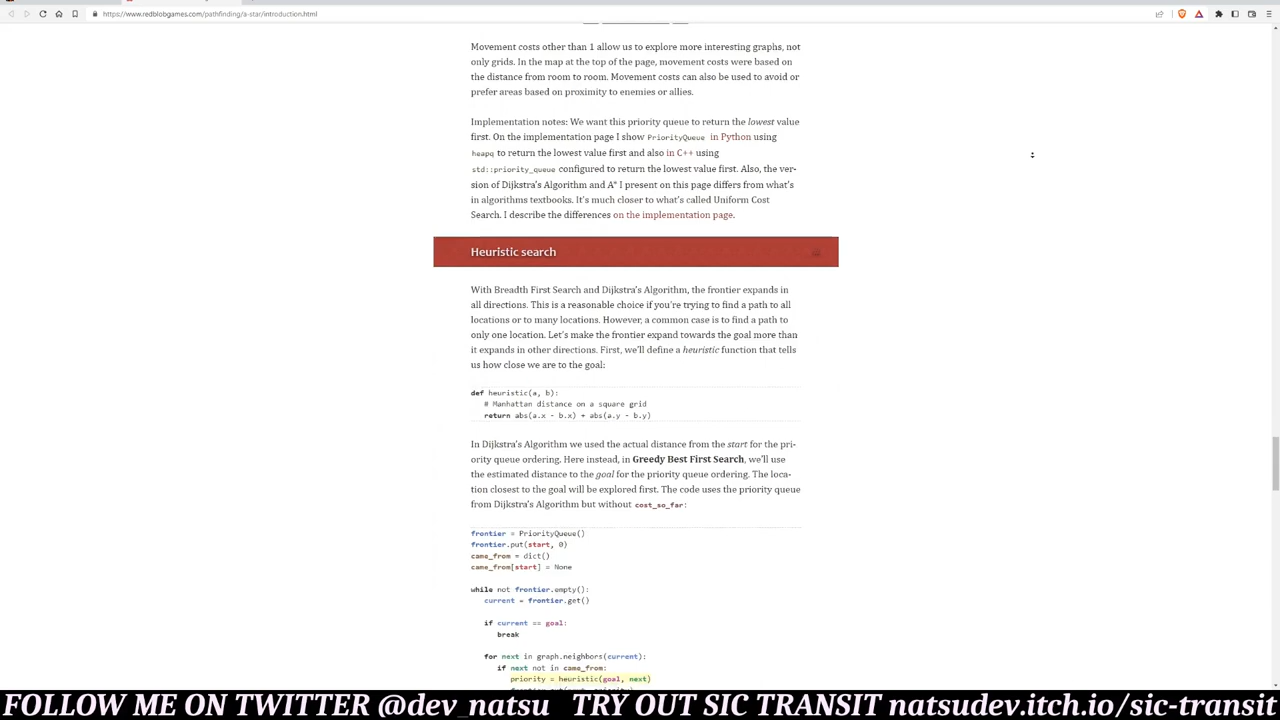 https://www.redblobgames.com/pathfinding/a-star/introduction.html
Movement costs other than 1 allow us to explore more interesting graphs, not
only grids. In the map at the top of the page, movement costs were based on
the distance from room to room. Movement costs can also be used to avoid or
prefer areas based on proximity to enemies or allies.
Implementation notes: We want this priority queue to return the lowest value
first. On the implementation page I show PriorityQueue in Python using
heapq to return the lowest value first and also in C++ using
std::priority_queue configured to return the lowest value first. Also, the ver-
sion of Dijkstra's Algorithm and A* I present on this page differs from what's
in algorithms textbooks. It's much closer to what's called Uniform Cost
Search. I describe the differences on the implementation page.
Heuristic search
With Breadth First Search and Dijkstra's Algorithm, the frontier expands in
all directions. This is a reasonable choice if you're trying to find a path to all
locations or to many locations. However, a common case is to find a path to
only one location. Let's make the frontier expand towards the goal more than
it expands in other directions. First, we'll define a heuristic function that tells
us how close we are to the goal:
def heuristic(a, b):
# Manhattan distance on a square grid
return abs(a.x - b.x) + abs(a.y - b.y)
In Dijkstra's Algorithm we used the actual distance from the start for the pri-
ority queue ordering. Here instead, in Greedy Best First Search, we'll use
the estimated distance to the goal for the priority queue ordering. The loca-
tion closest to the goal will be explored first. The code uses the priority queue
from Dijkstra's Algorithm but without cost_so_far:
frontier = PriorityQueue()
frontier.put(start, 0)
came_from = dict()
came_from[start] = None
while not frontier.empty():
current = frontier.get()
if current == goal:
break
for next in graph.neighbors(current):
if next not in came_from:
priority = heuristic(goal, next)
FOLLOW ME ON TWITTER @dev_natsu TRY OUT SIC TRANSIT natsudev.itch.io/sic-transit